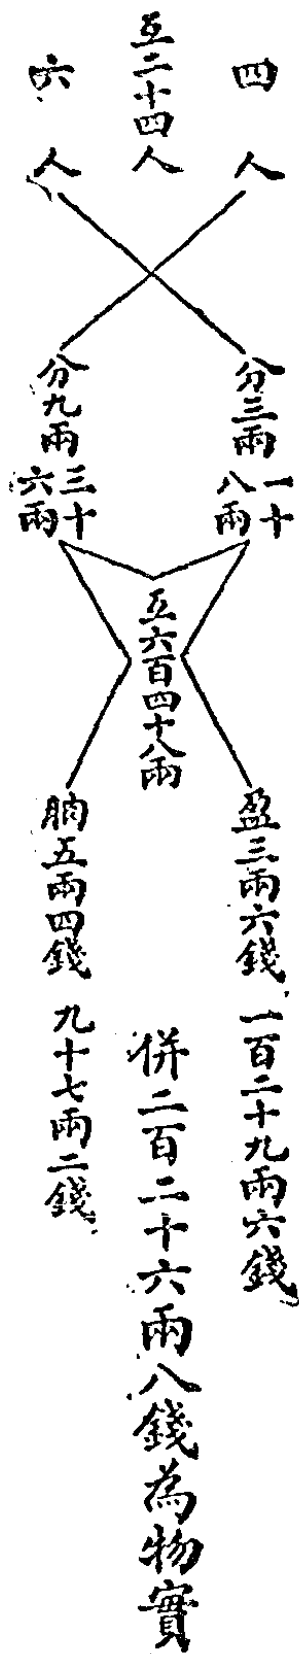 四人
互二十四人
六人
分三兩
一十八兩
分九兩
三十六兩
互六百四十八兩
盈三兩六錢
一百二十九兩六錢
朒五兩四錢
九十七兩二錢
併二百二十六兩八錢為物實